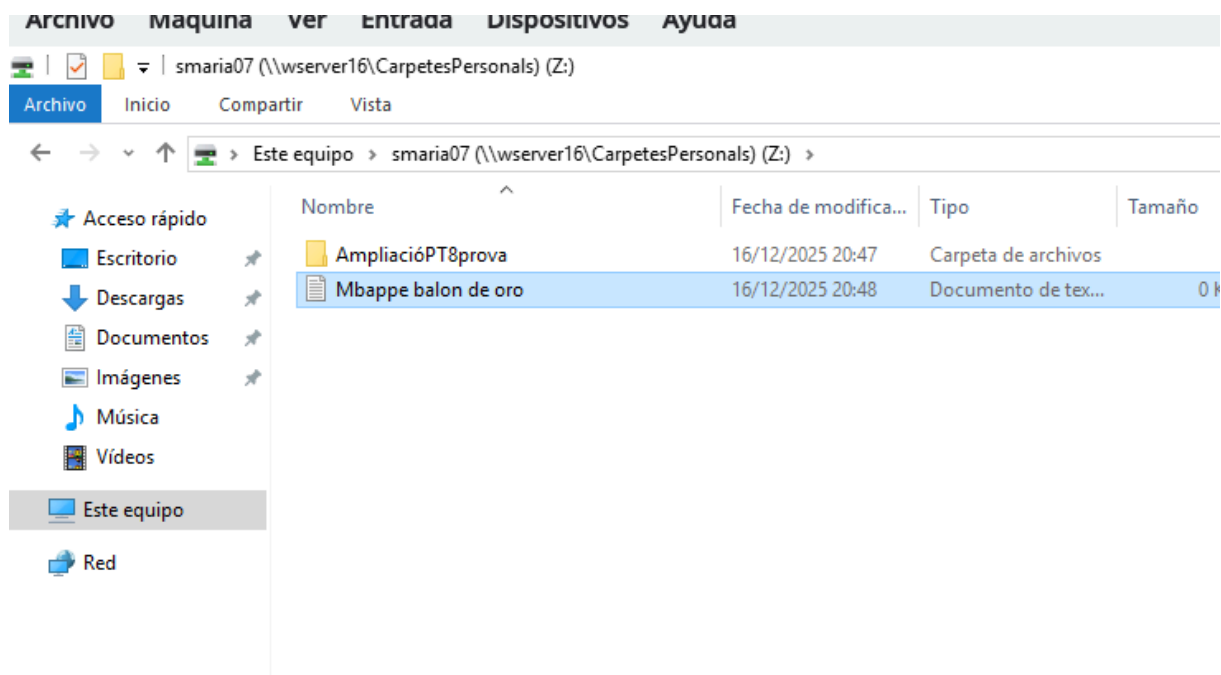 Archivo Máquina Ver Entrada Dispositivos Ayuda
smaria07 (\\wserver16\CarpetesPersonals) (Z:)
Archivo Inicio Compartir Vista
Este equipo > smaria07 (\\wserver16\CarpetesPersonals) (Z:) >
Nombre Fecha de modifica... Tipo Tamaño
Acceso rápido
Escritorio
Descargas
Documentos
Imágenes
Música
Vídeos
Este equipo
Red
AmpliacióPT8prova 16/12/2025 20:47 Carpeta de archivos
Mbappe balon de oro 16/12/2025 20:48 Documento de tex... 0